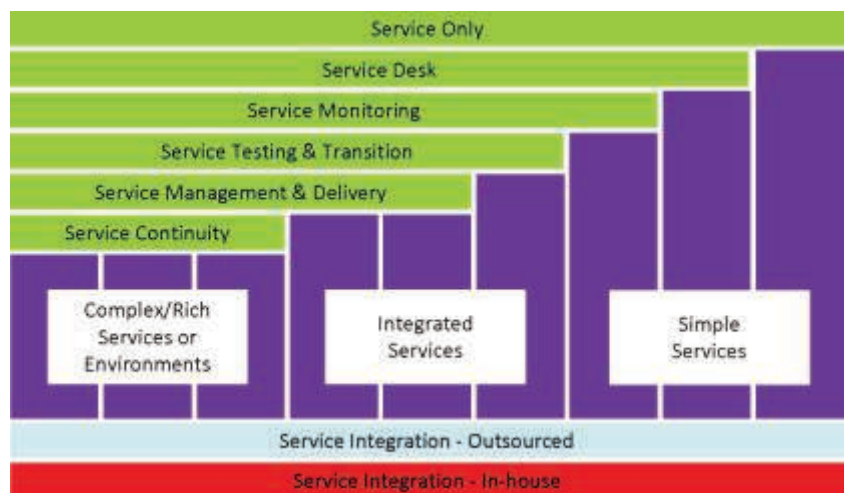 Service Only
Service Desk
Service Monitoring
Service Testing & Transition
Service Management & Delivery
Service Continuity
Complex/Rich
Services or
Environments
Integrated
Services
Simple
Services
Service Integration - Outsourced
Service Integration - In-house